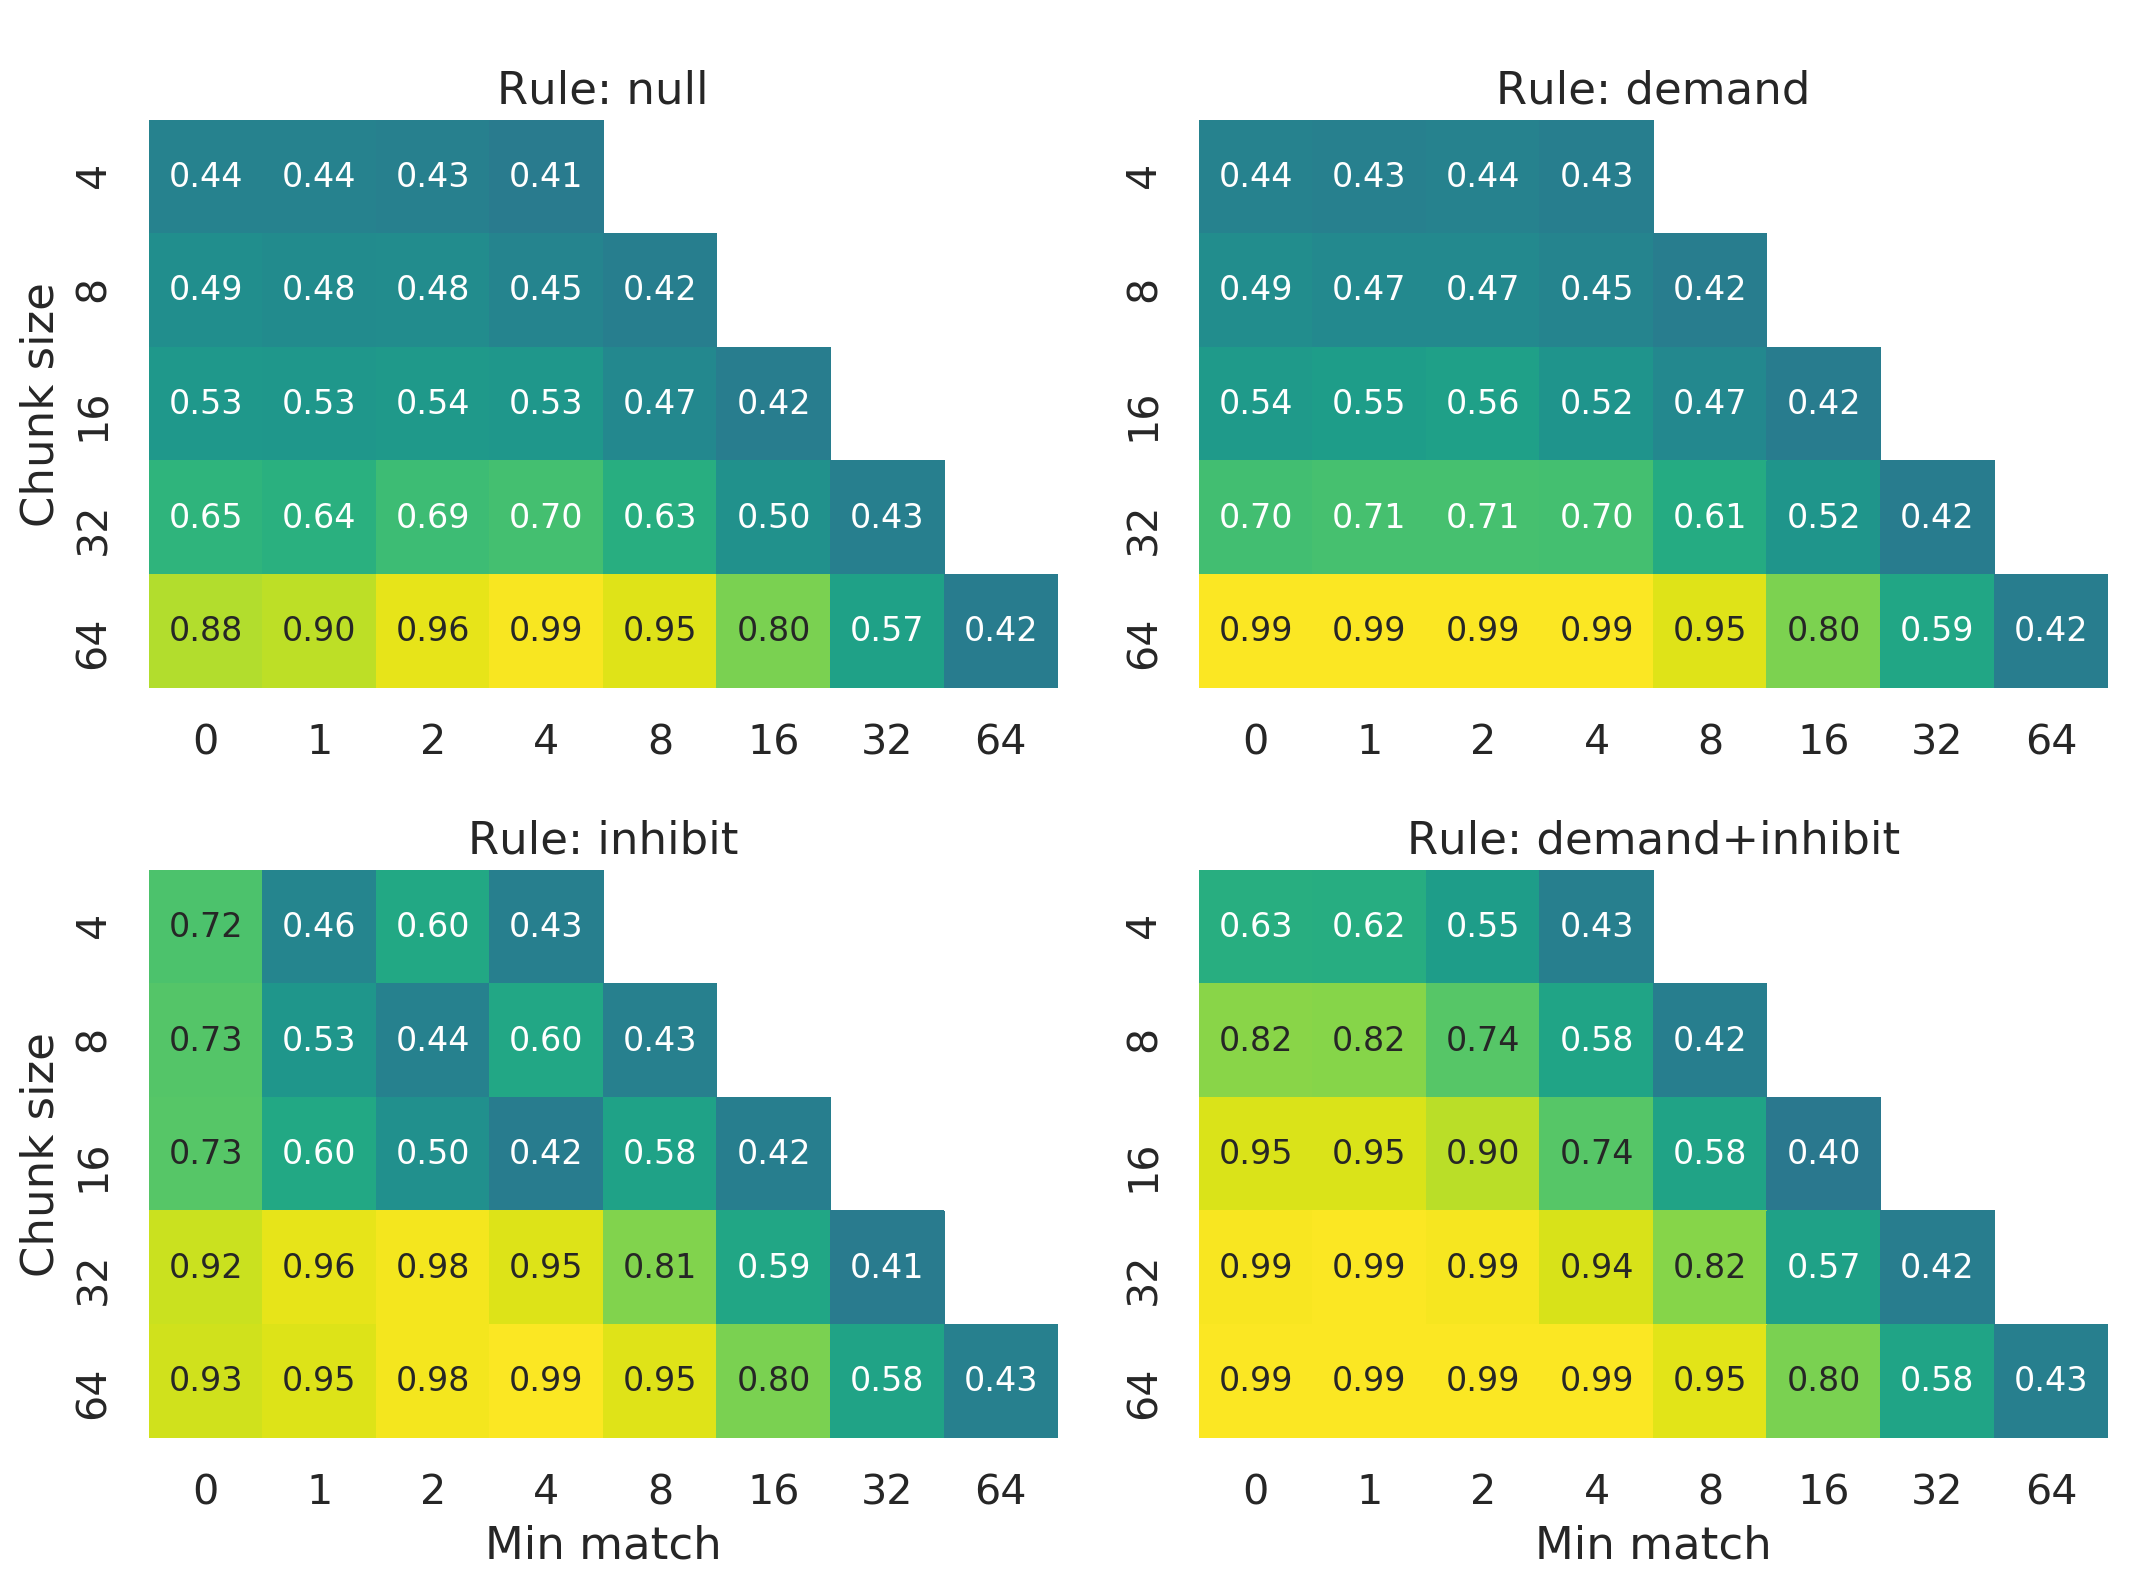 Rule: null
Chunk size
4 0.44 0.44 0.43 0.41
8 0.49 0.48 0.48 0.45 0.42
16 0.53 0.53 0.54 0.53 0.47 0.42
32 0.65 0.64 0.69 0.70 0.63 0.50 0.43
64 0.88 0.90 0.96 0.99 0.95 0.80 0.57 0.42
0 1 2 4 8 16 32 64
Rule: demand
4 0.44 0.43 0.44 0.43
8 0.49 0.47 0.47 0.45 0.42
16 0.54 0.55 0.56 0.52 0.47 0.42
32 0.70 0.71 0.71 0.70 0.61 0.52 0.42
64 0.99 0.99 0.99 0.99 0.95 0.80 0.59 0.42
0 1 2 4 8 16 32 64
Rule: inhibit
Chunk size
4 0.72 0.46 0.60 0.43
8 0.73 0.53 0.44 0.60 0.43
16 0.73 0.60 0.50 0.42 0.58 0.42
32 0.92 0.96 0.98 0.95 0.81 0.59 0.41
64 0.93 0.95 0.98 0.99 0.95 0.80 0.58 0.43
0 1 2 4 8 16 32 64
Min match
Rule: demand+inhibit
4 0.63 0.62 0.55 0.43
8 0.82 0.82 0.74 0.58 0.42
16 0.95 0.95 0.90 0.74 0.58 0.40
32 0.99 0.99 0.99 0.94 0.82 0.57 0.42
64 0.99 0.99 0.99 0.99 0.95 0.80 0.58 0.43
0 1 2 4 8 16 32 64
Min match